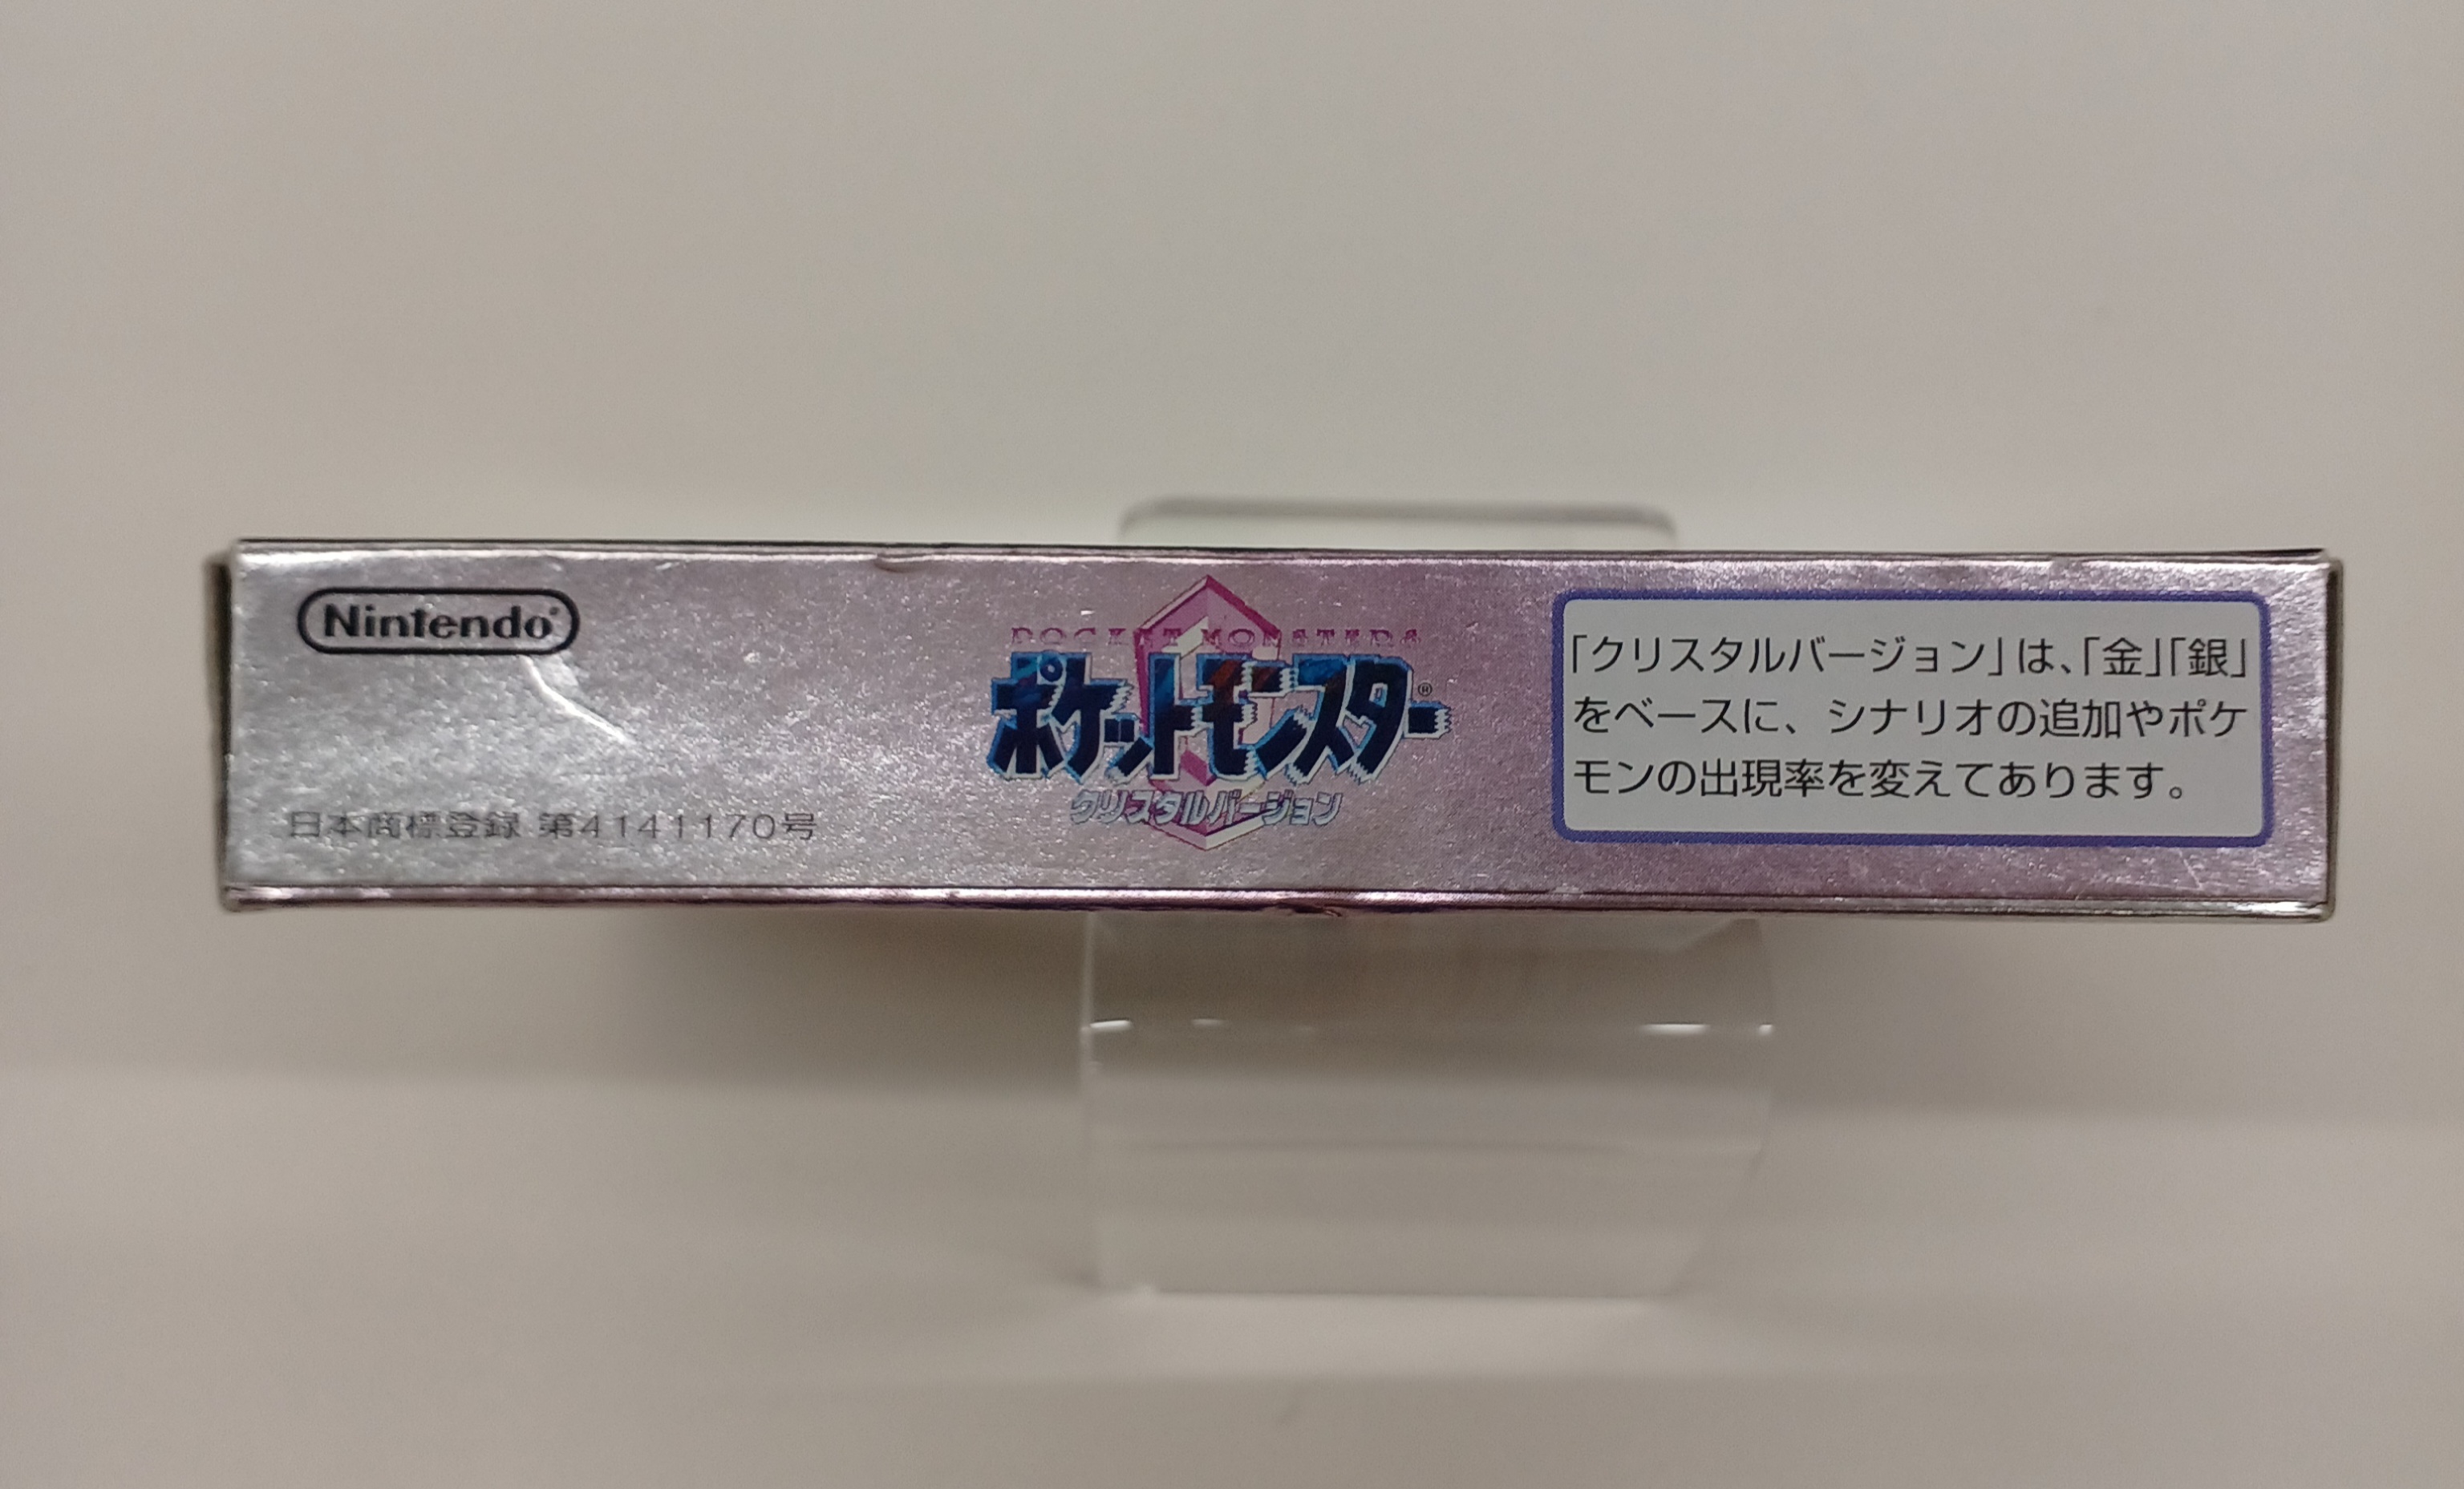 Nintendo®
日本商標登録 第4141170号
POCKET MONSTERS
ポケットモンスター®
クリスタルバージョン
「クリスタルバージョン」は、「金」「銀」
をベースに、シナリオの追加やポケ
モンの出現率を変えてあります。